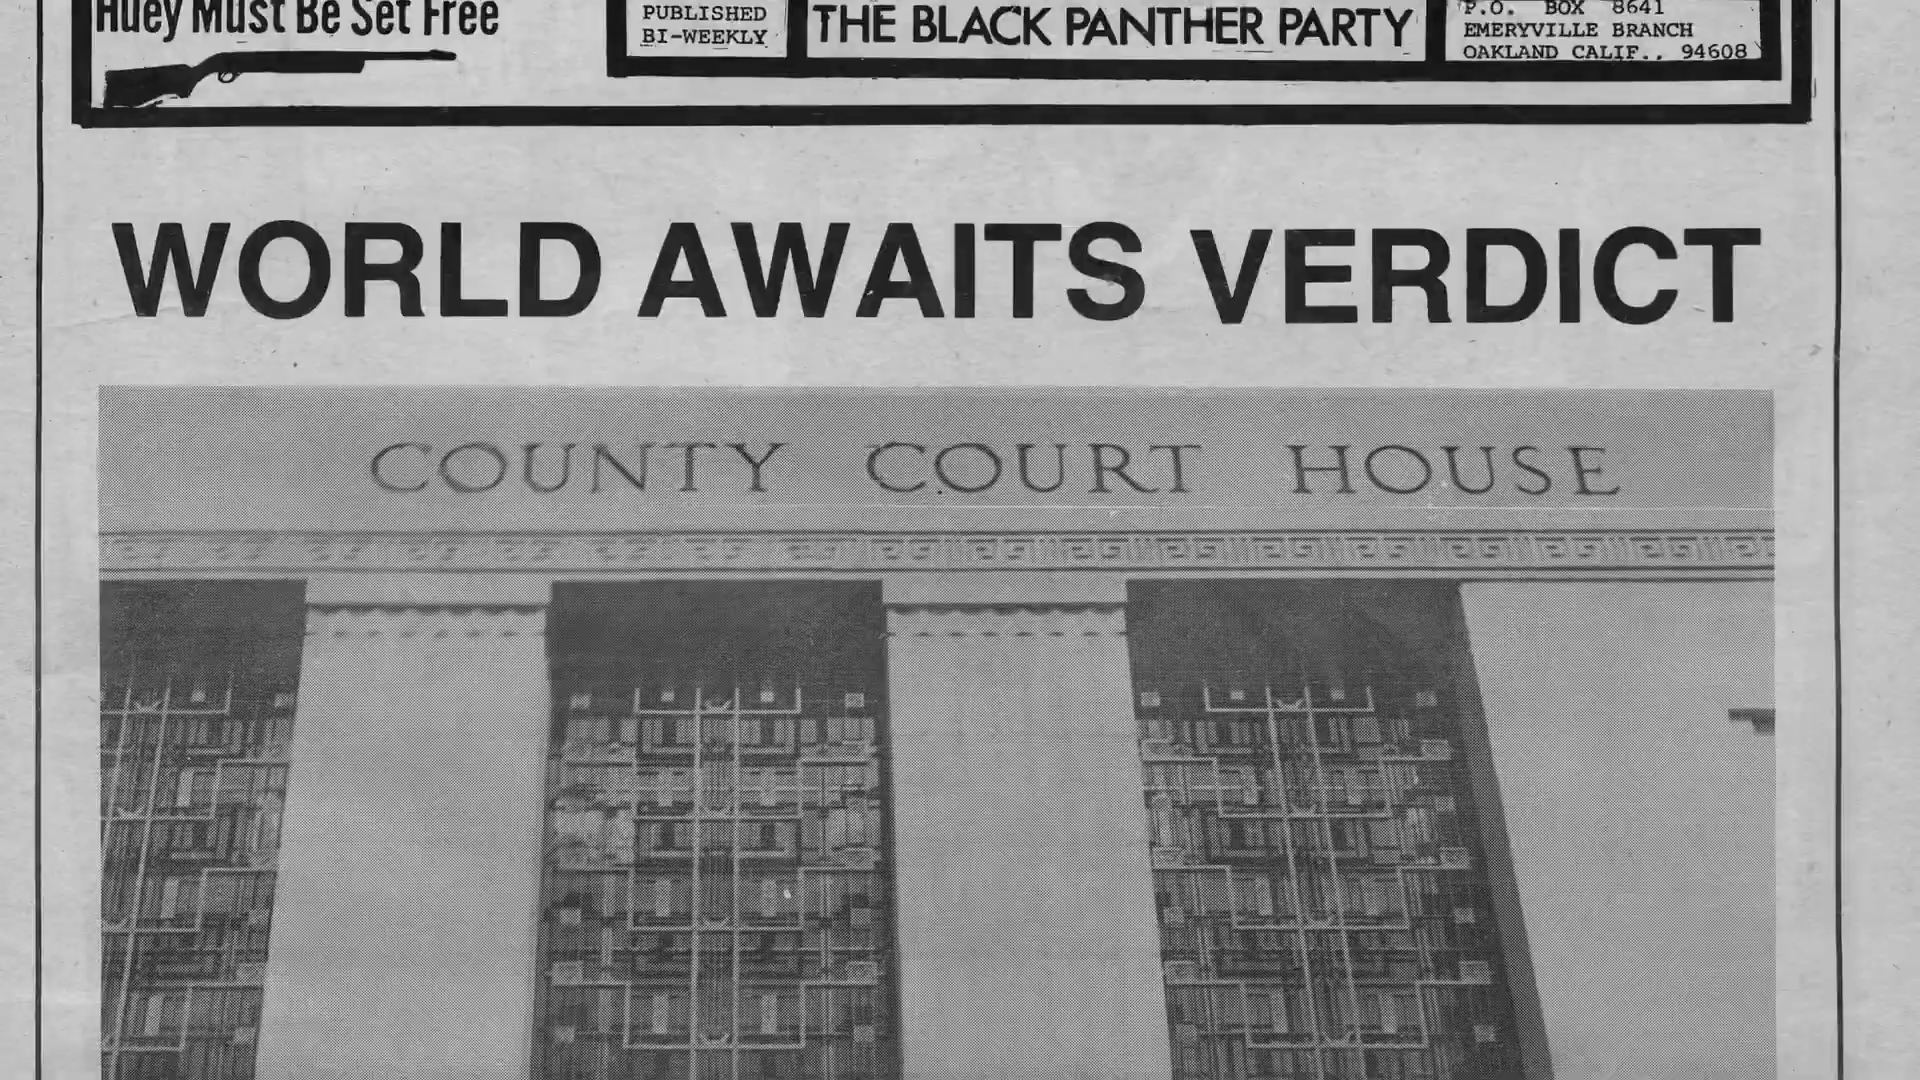 Huey Must Be Set Free
PUBLISHED
BI-WEEKLY
THE BLACK PANTHER PARTY
P.O. BOX 8641
EMERYVILLE BRANCH
OAKLAND CALIF., 94608
WORLD AWAITS VERDICT
COUNTY COURT HOUSE